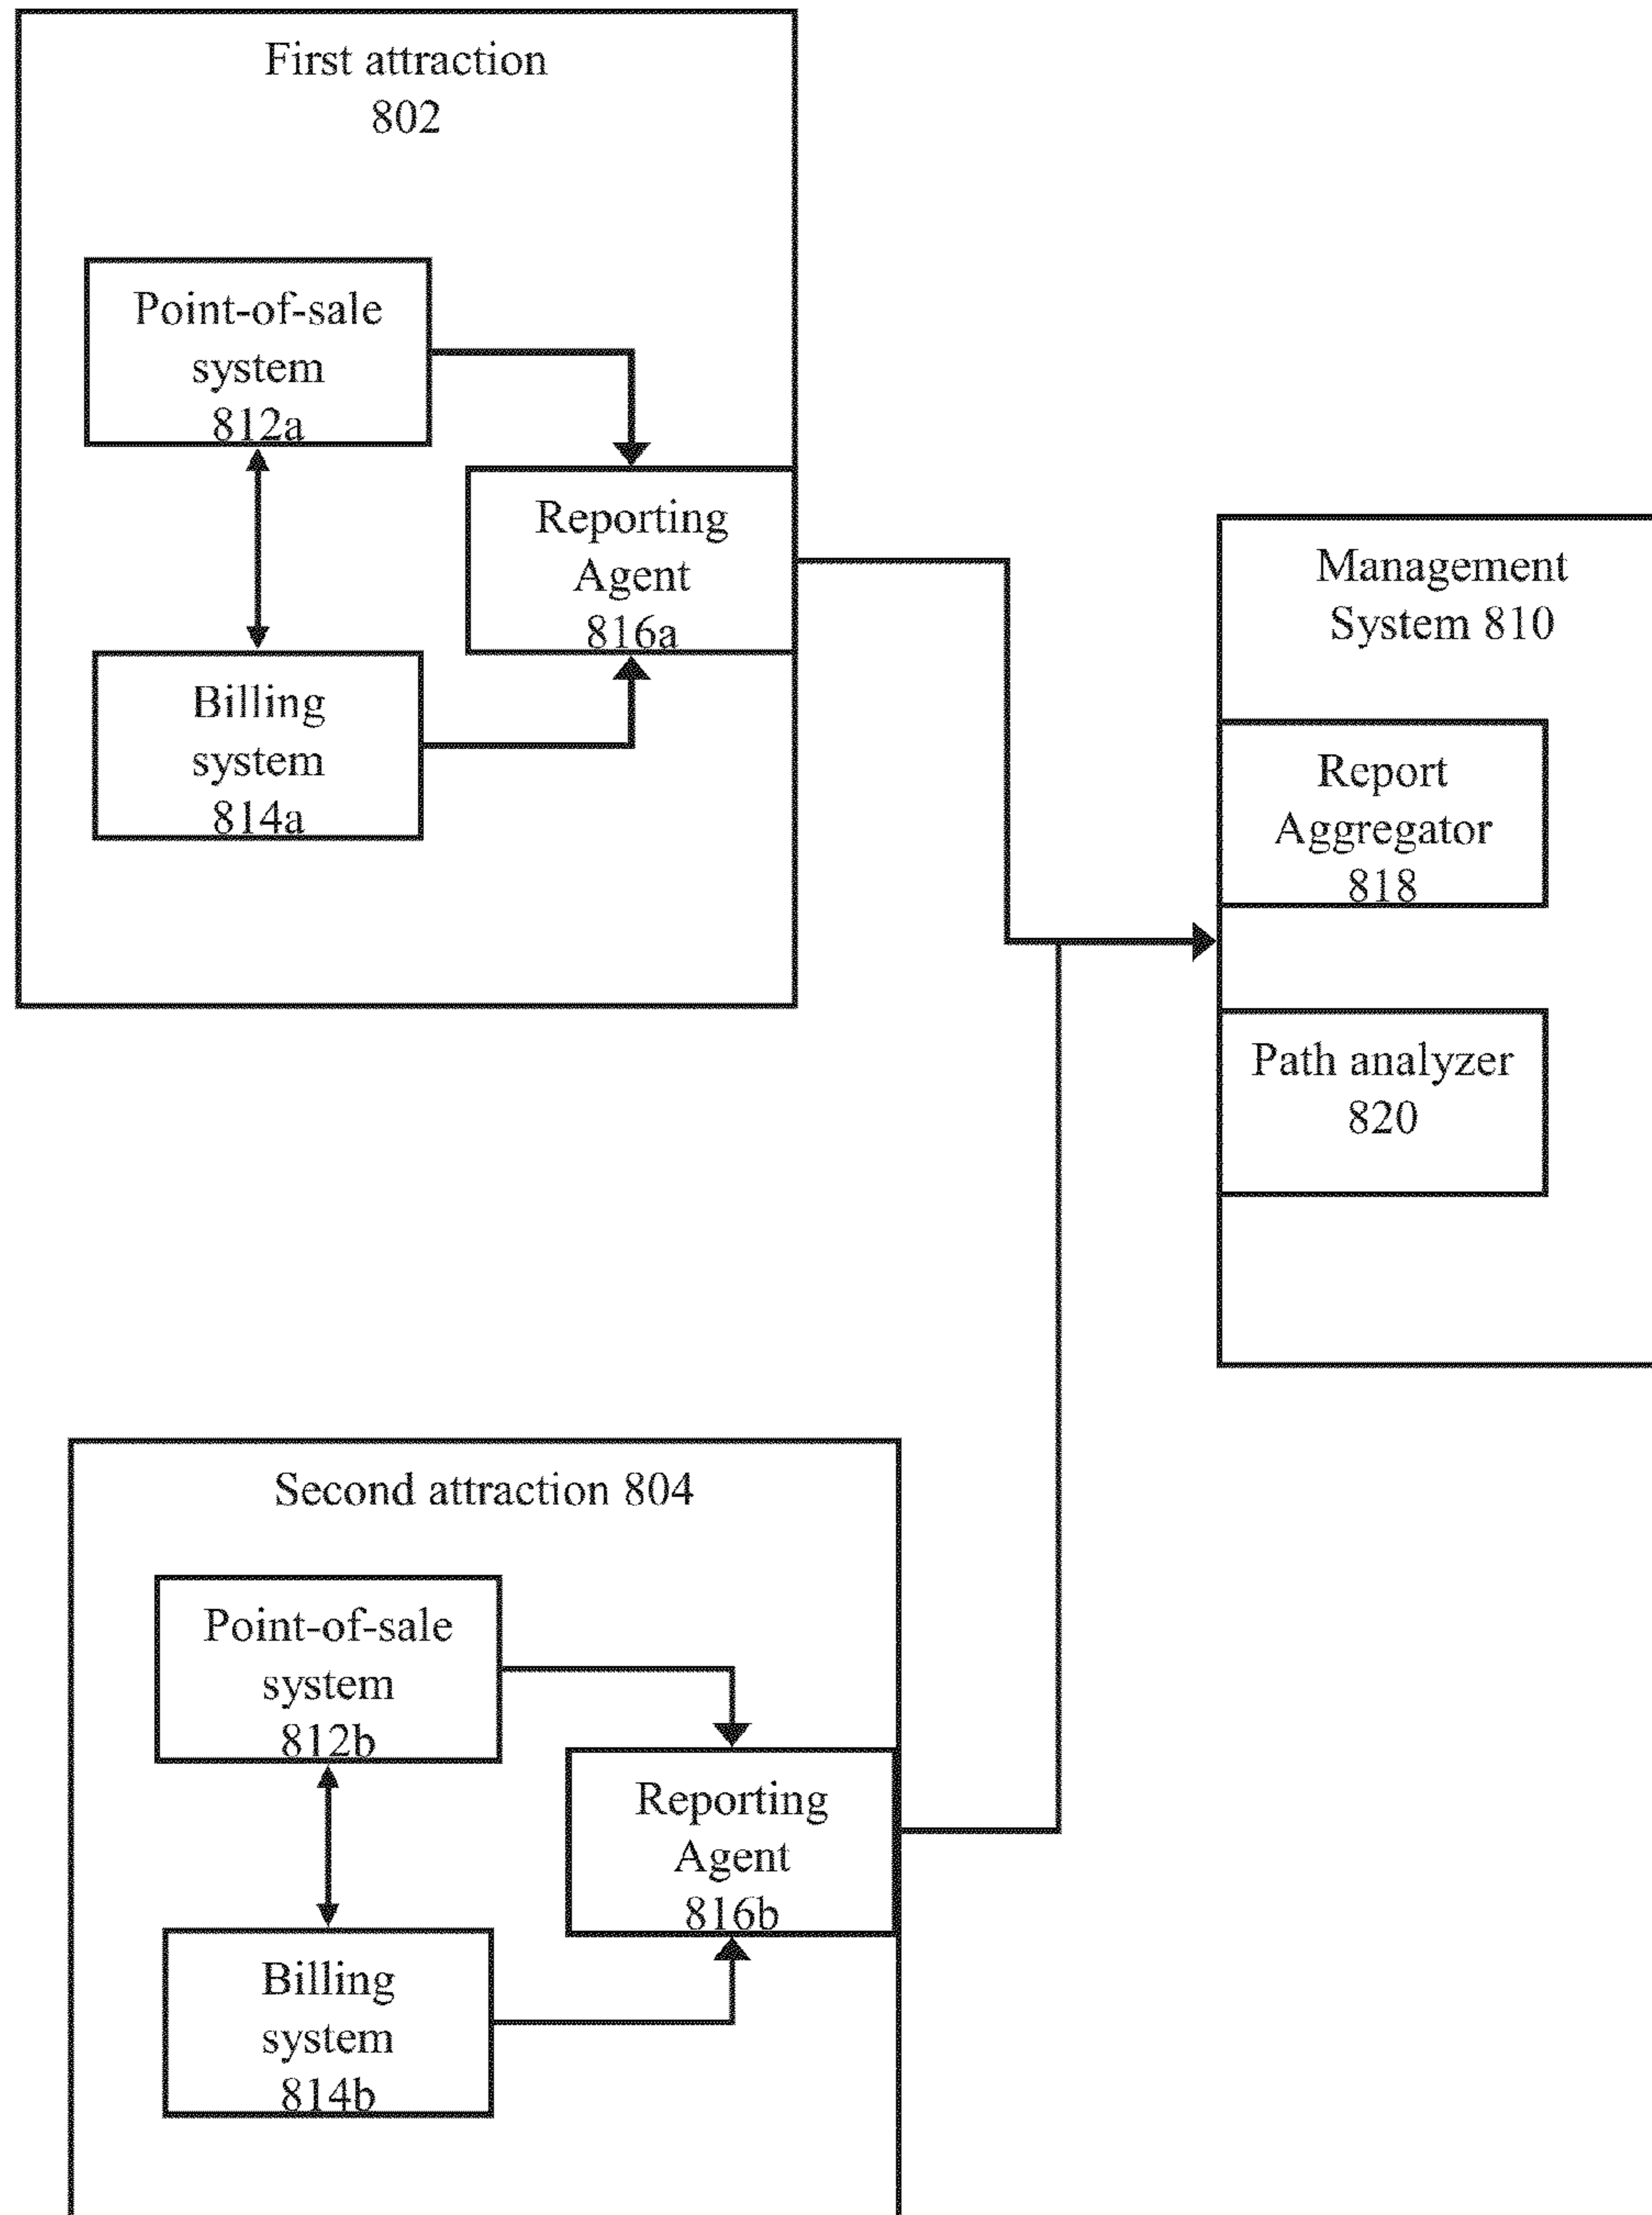 First attraction
802
Point-of-sale
system
812a
Reporting
Agent
816a
Billing
system
814a
Management
System 810
Report
Aggregator
818
Path analyzer
820
Second attraction 804
Point-of-sale
system
812b
Reporting
Agent
816b
Billing
system
814b